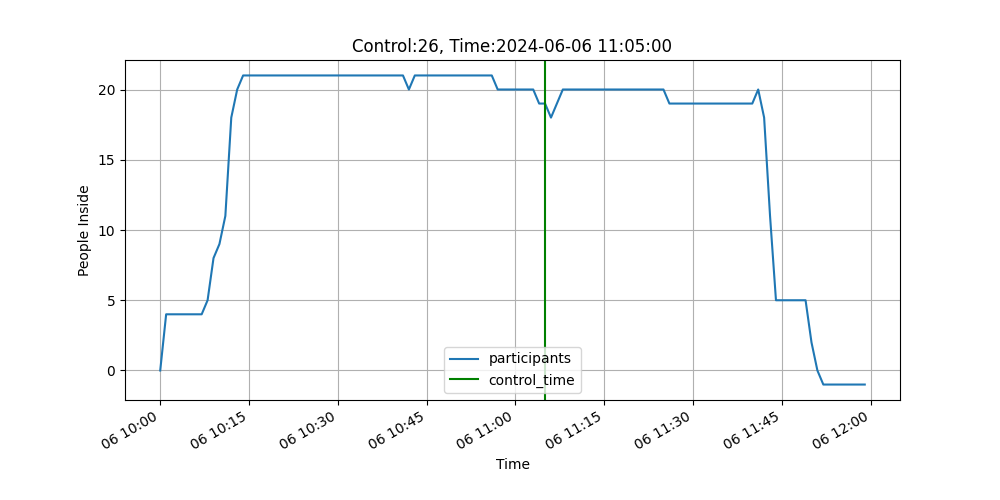 Control:26, Time:2024-06-06 11:05:00
People Inside
20
15
10
5
0
participants
control_time
06 10:00
06 10:15
06 10:30
06 10:45
06 11:00
06 11:15
06 11:30
06 11:45
06 12:00
Time